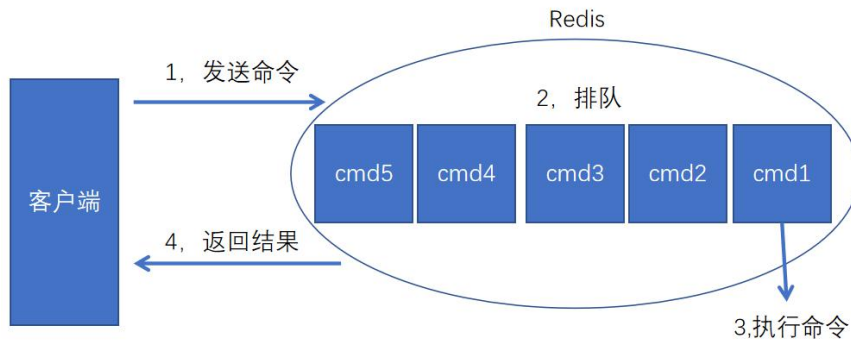 Redis
1，发送命令
2，排队
客户端
cmd5
cmd4
cmd3
cmd2
cmd1
4，返回结果
3,执行命令